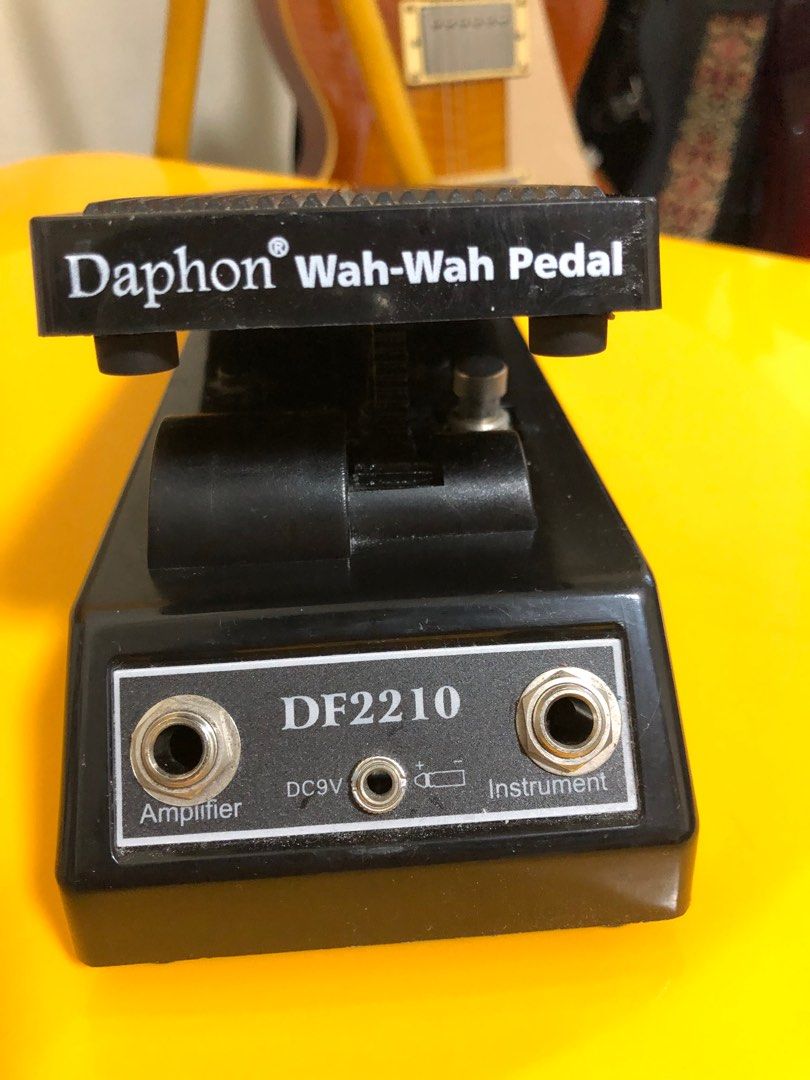 Daphon® Wah-Wah Pedal
DF2210
DC9V + -
Amplifier
Instrument